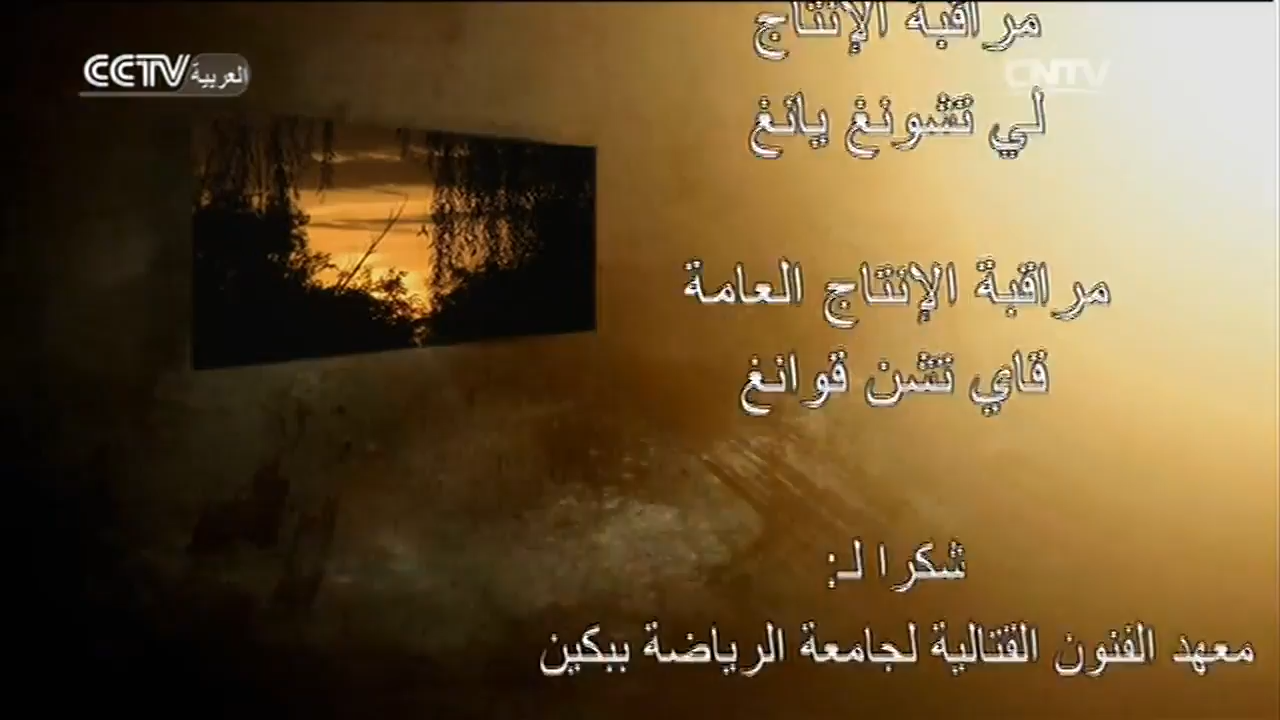 مراقبة الإنتاج
CCTV العربية
CNTV
لي تشونغ يانغ
مراقبة الإنتاج العامة
قاي تشن قوانغ
شكرا لـ:
معهد الفنون القتالية لجامعة الرياضة ببكين